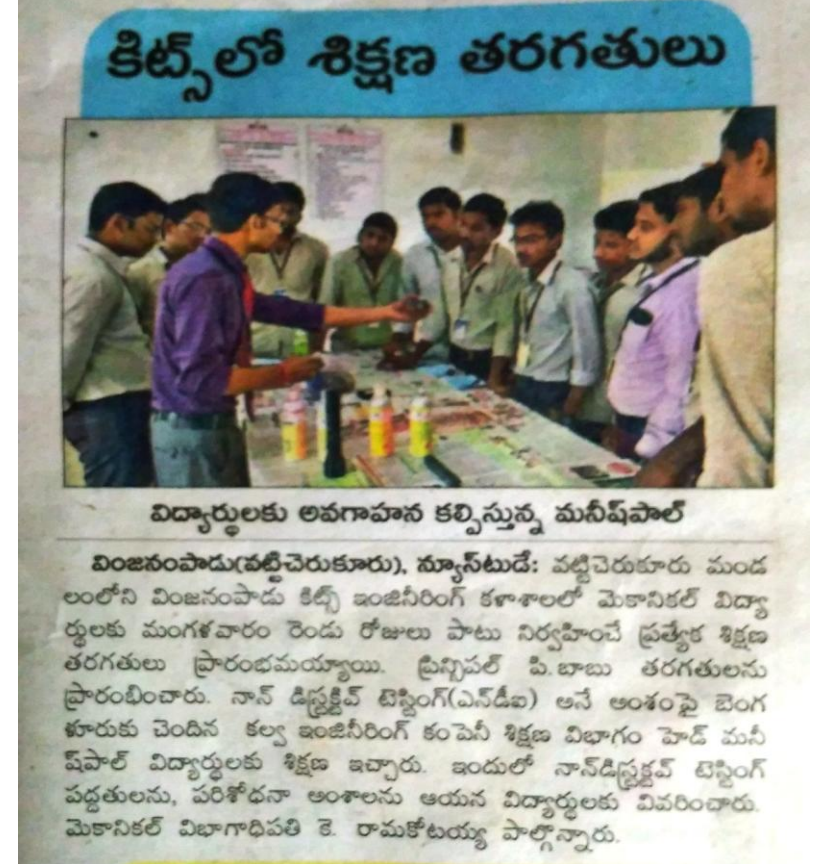 కిట్స్‌లో శిక్షణ తరగతులు
విద్యార్థులకు అవగాహన కల్పిస్తున్న మనీష్‌పాల్
వింజనంపాడు(వట్టిచెరుకూరు), న్యూస్‌టుడే: వట్టిచెరుకూరు మండ
లంలోని వింజనంపాడు కిట్స్ ఇంజినీరింగ్ కళాశాలలో మెకానికల్ విద్యా
ర్థులకు మంగళవారం రెండు రోజులు పాటు నిర్వహించే ప్రత్యేక శిక్షణ
తరగతులు ప్రారంభమయ్యాయి. ప్రిన్సిపల్ పి.బాబు తరగతులను
ప్రారంభించారు. నాన్ డిస్ట్రక్టివ్ టెస్టింగ్(ఎన్‌డీఐ) అనే అంశంపై బెంగ
ళూరుకు చెందిన కల్వ ఇంజినీరింగ్ కంపెనీ శిక్షణ విభాగం హెడ్ మనీ
ష్‌పాల్ విద్యార్థులకు శిక్షణ ఇచ్చారు. ఇందులో నాన్‌డిస్ట్రక్టవ్ టెస్టింగ్
పద్ధతులను, పరిశోధనా అంశాలను ఆయన విద్యార్థులకు వివరించారు.
మెకానికల్ విభాగాధిపతి కె. రామకోటయ్య పాల్గొన్నారు.